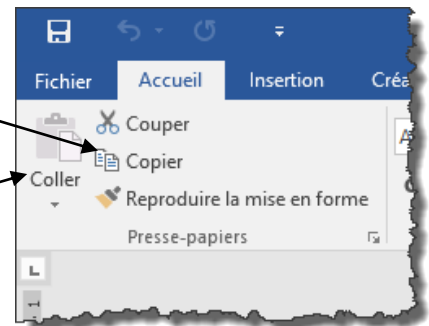 Fichier Accueil Insertion Créa
Couper
Copier
Coller
Reproduire la mise en forme
Presse-papiers